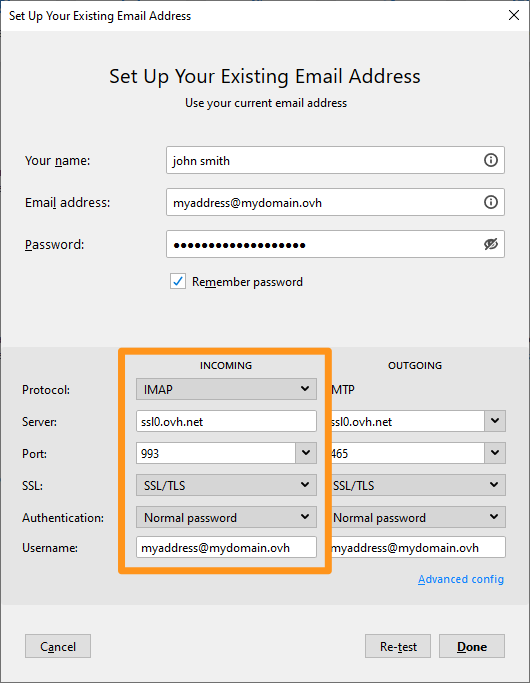 Set Up Your Existing Email Address
Set Up Your Existing Email Address
Use your current email address
Your name: john smith
Email address: myaddress@mydomain.ovh
Password: ●●●●●●●●●●●●●●●●●●●
Remember password
INCOMING OUTGOING
Protocol: IMAP MTP
Server: ssl0.ovh.net ssl0.ovh.net
Port: 993 465
SSL: SSL/TLS SSL/TLS
Authentication: Normal password Normal password
Username: myaddress@mydomain.ovh myaddress@mydomain.ovh
Advanced config
Cancel Re-test Done